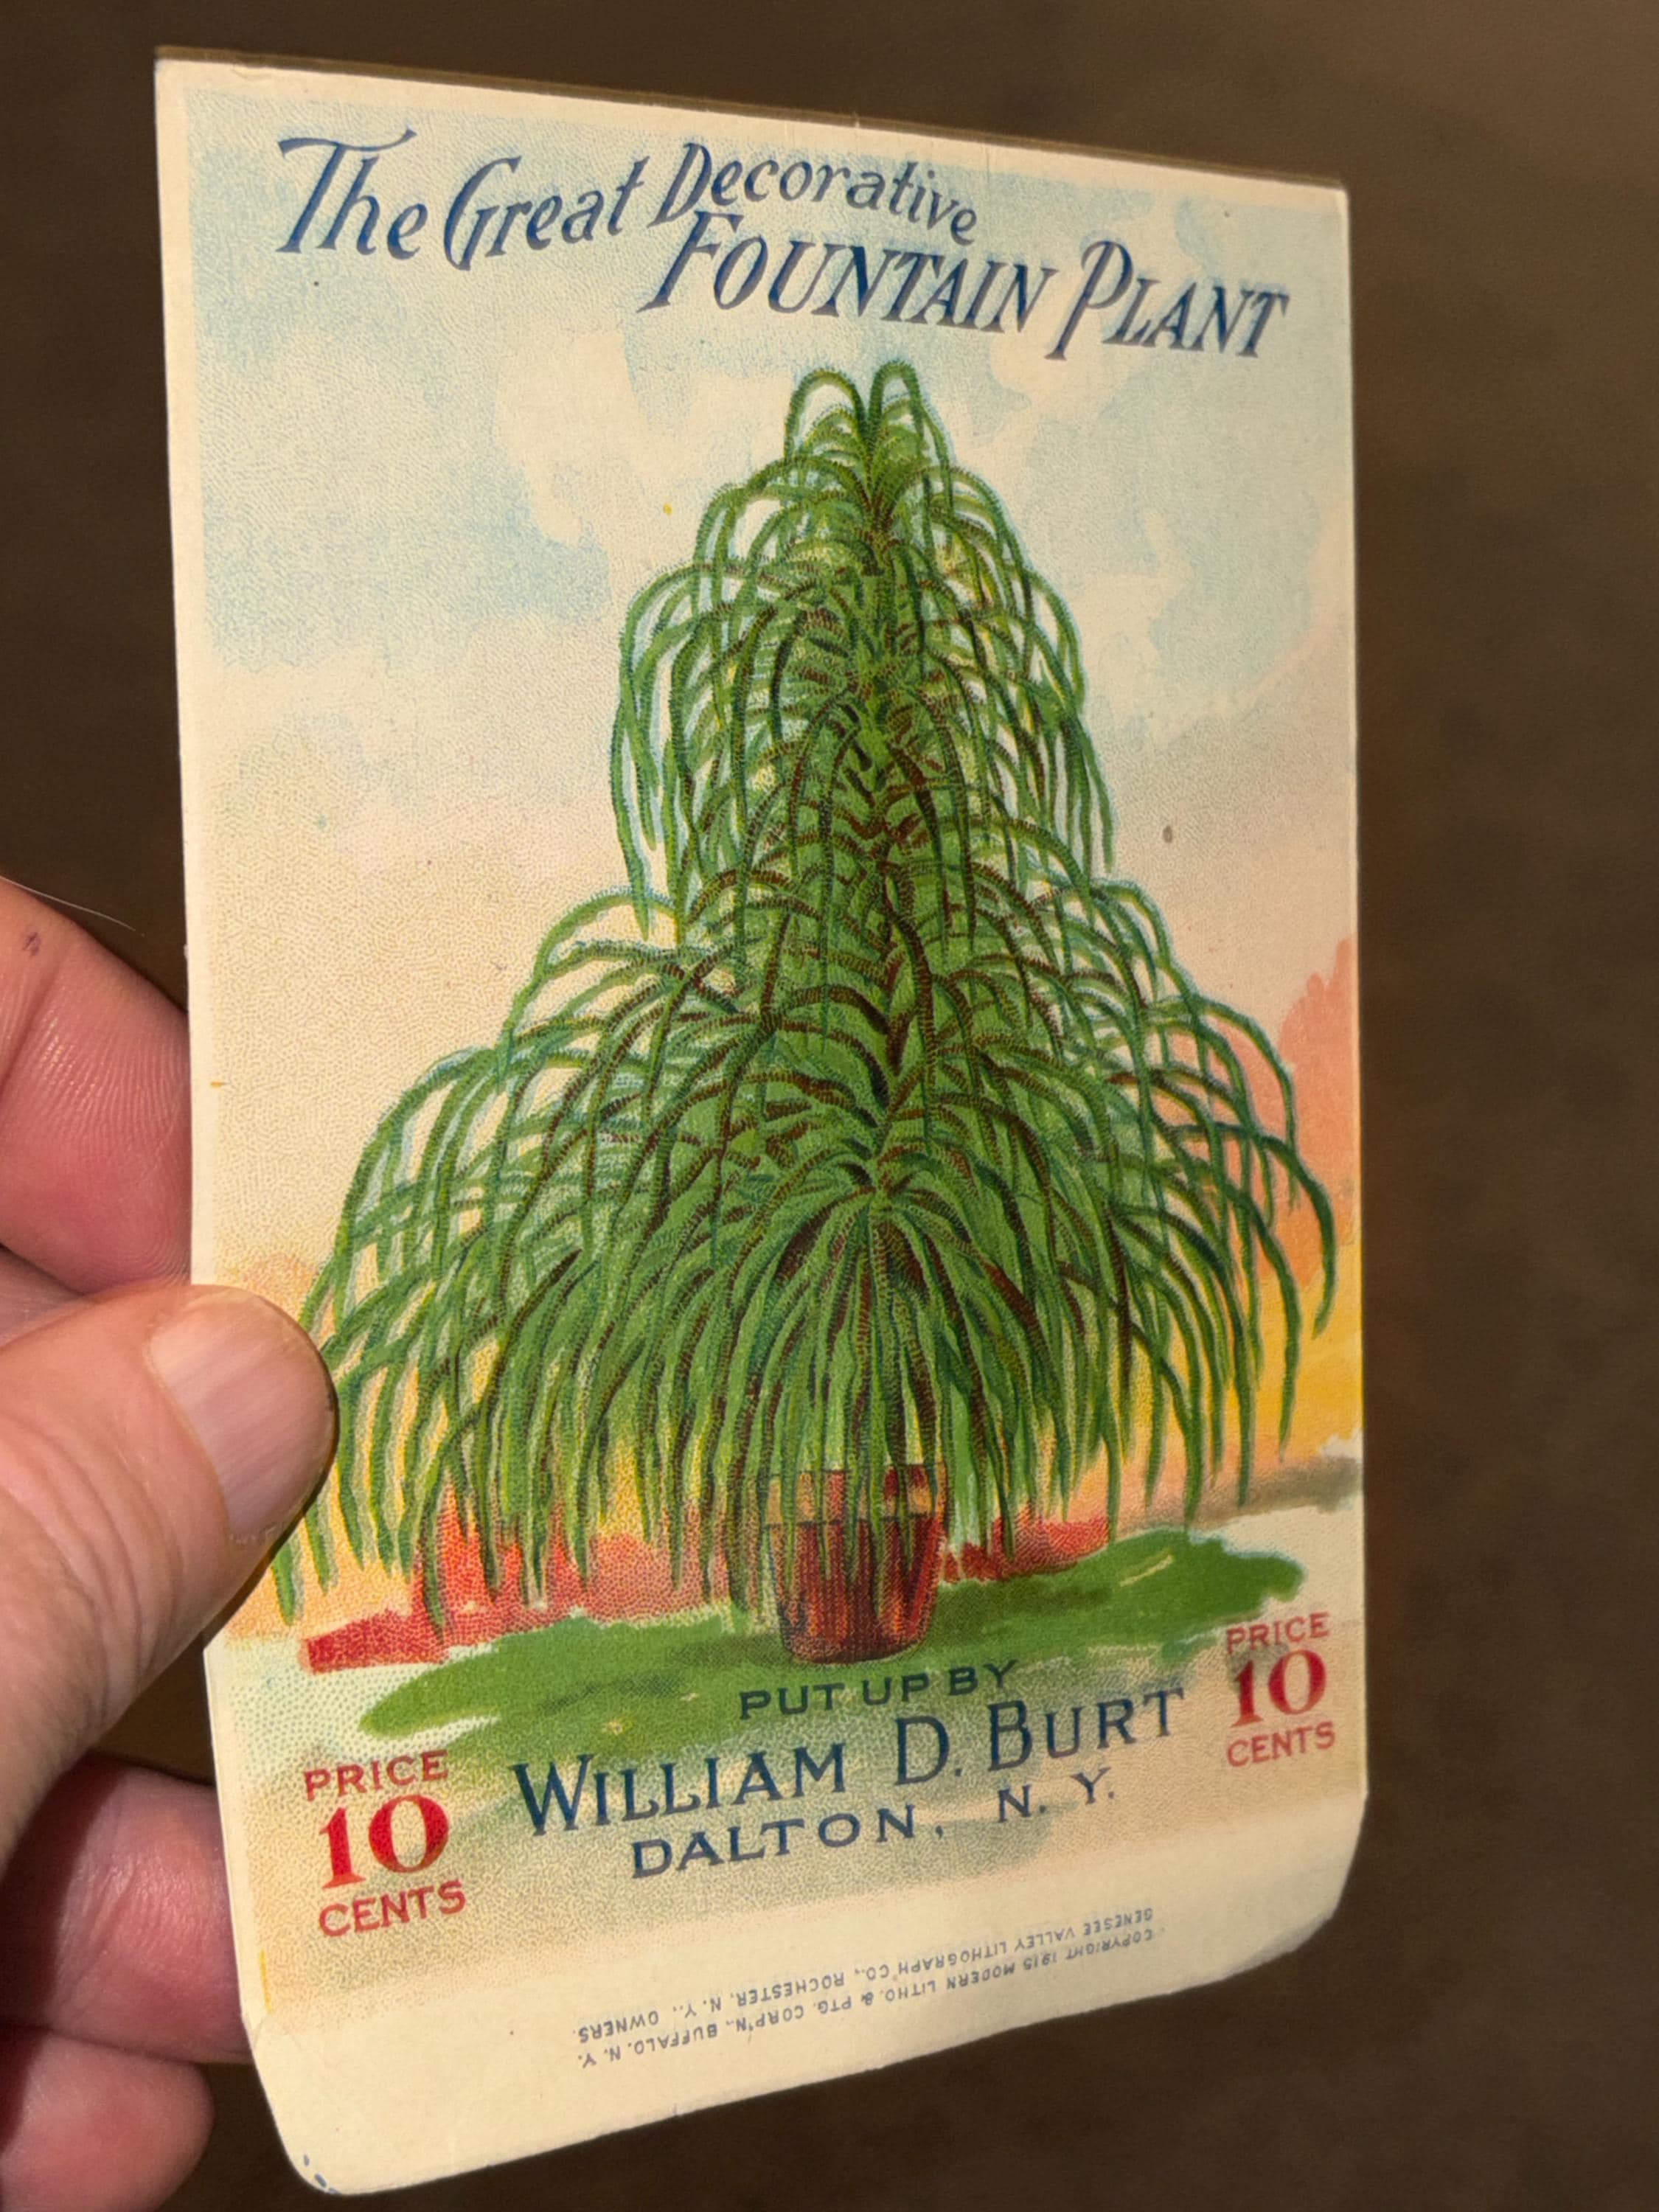 The Great Decorative
FOUNTAIN PLANT
PUT UP BY
WILLIAM D. BURT
DALTON, N. Y.
PRICE
10
CENTS
PRICE
10
CENTS
COPYRIGHT 1915 MODERN LITHO. & PTG. CORP'N., BUFFALO. N. Y.
GENESEE VALLEY LITHOGRAPH CO., ROCHESTER, N. Y., OWNERS.